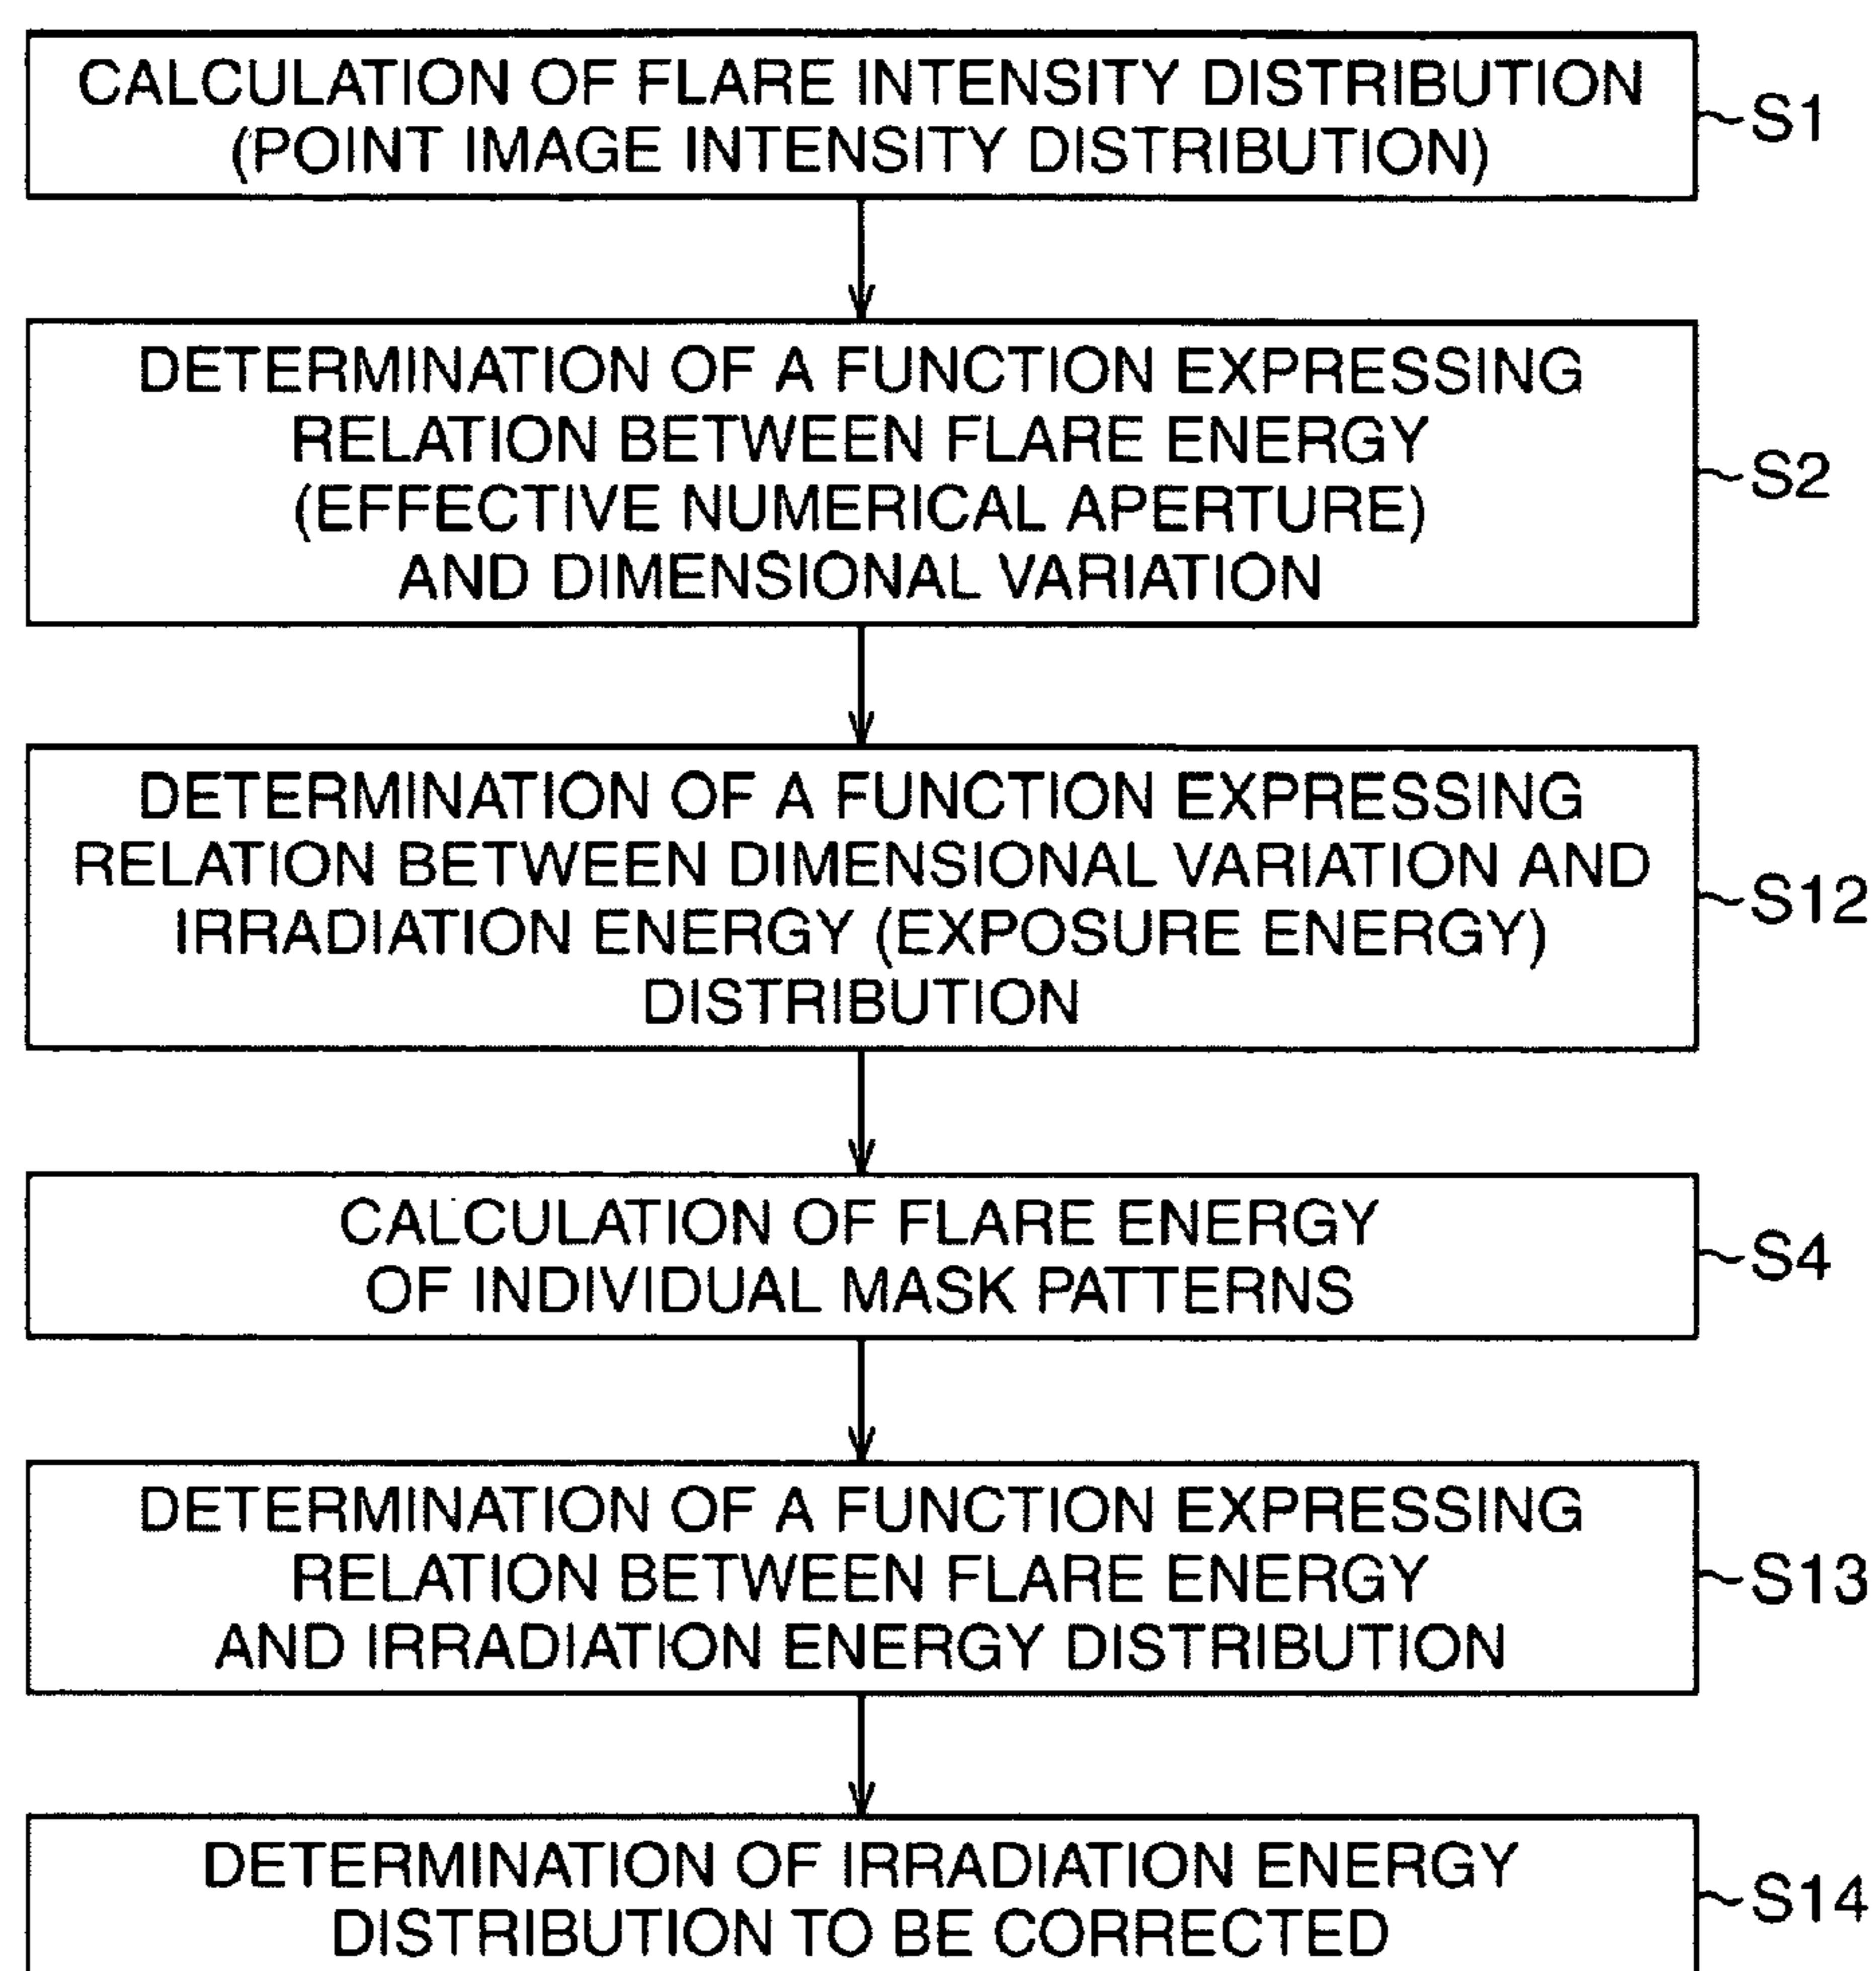 CALCULATION OF FLARE INTENSITY DISTRIBUTION
(POINT IMAGE INTENSITY DISTRIBUTION)
S1
DETERMINATION OF A FUNCTION EXPRESSING
RELATION BETWEEN FLARE ENERGY
(EFFECTIVE NUMERICAL APERTURE)
AND DIMENSIONAL VARIATION
S2
DETERMINATION OF A FUNCTION EXPRESSING
RELATION BETWEEN DIMENSIONAL VARIATION AND
IRRADIATION ENERGY (EXPOSURE ENERGY)
DISTRIBUTION
S12
CALCULATION OF FLARE ENERGY
OF INDIVIDUAL MASK PATTERNS
S4
DETERMINATION OF A FUNCTION EXPRESSING
RELATION BETWEEN FLARE ENERGY
AND IRRADIATION ENERGY DISTRIBUTION
S13
DETERMINATION OF IRRADIATION ENERGY
DISTRIBUTION TO BE CORRECTED
S14